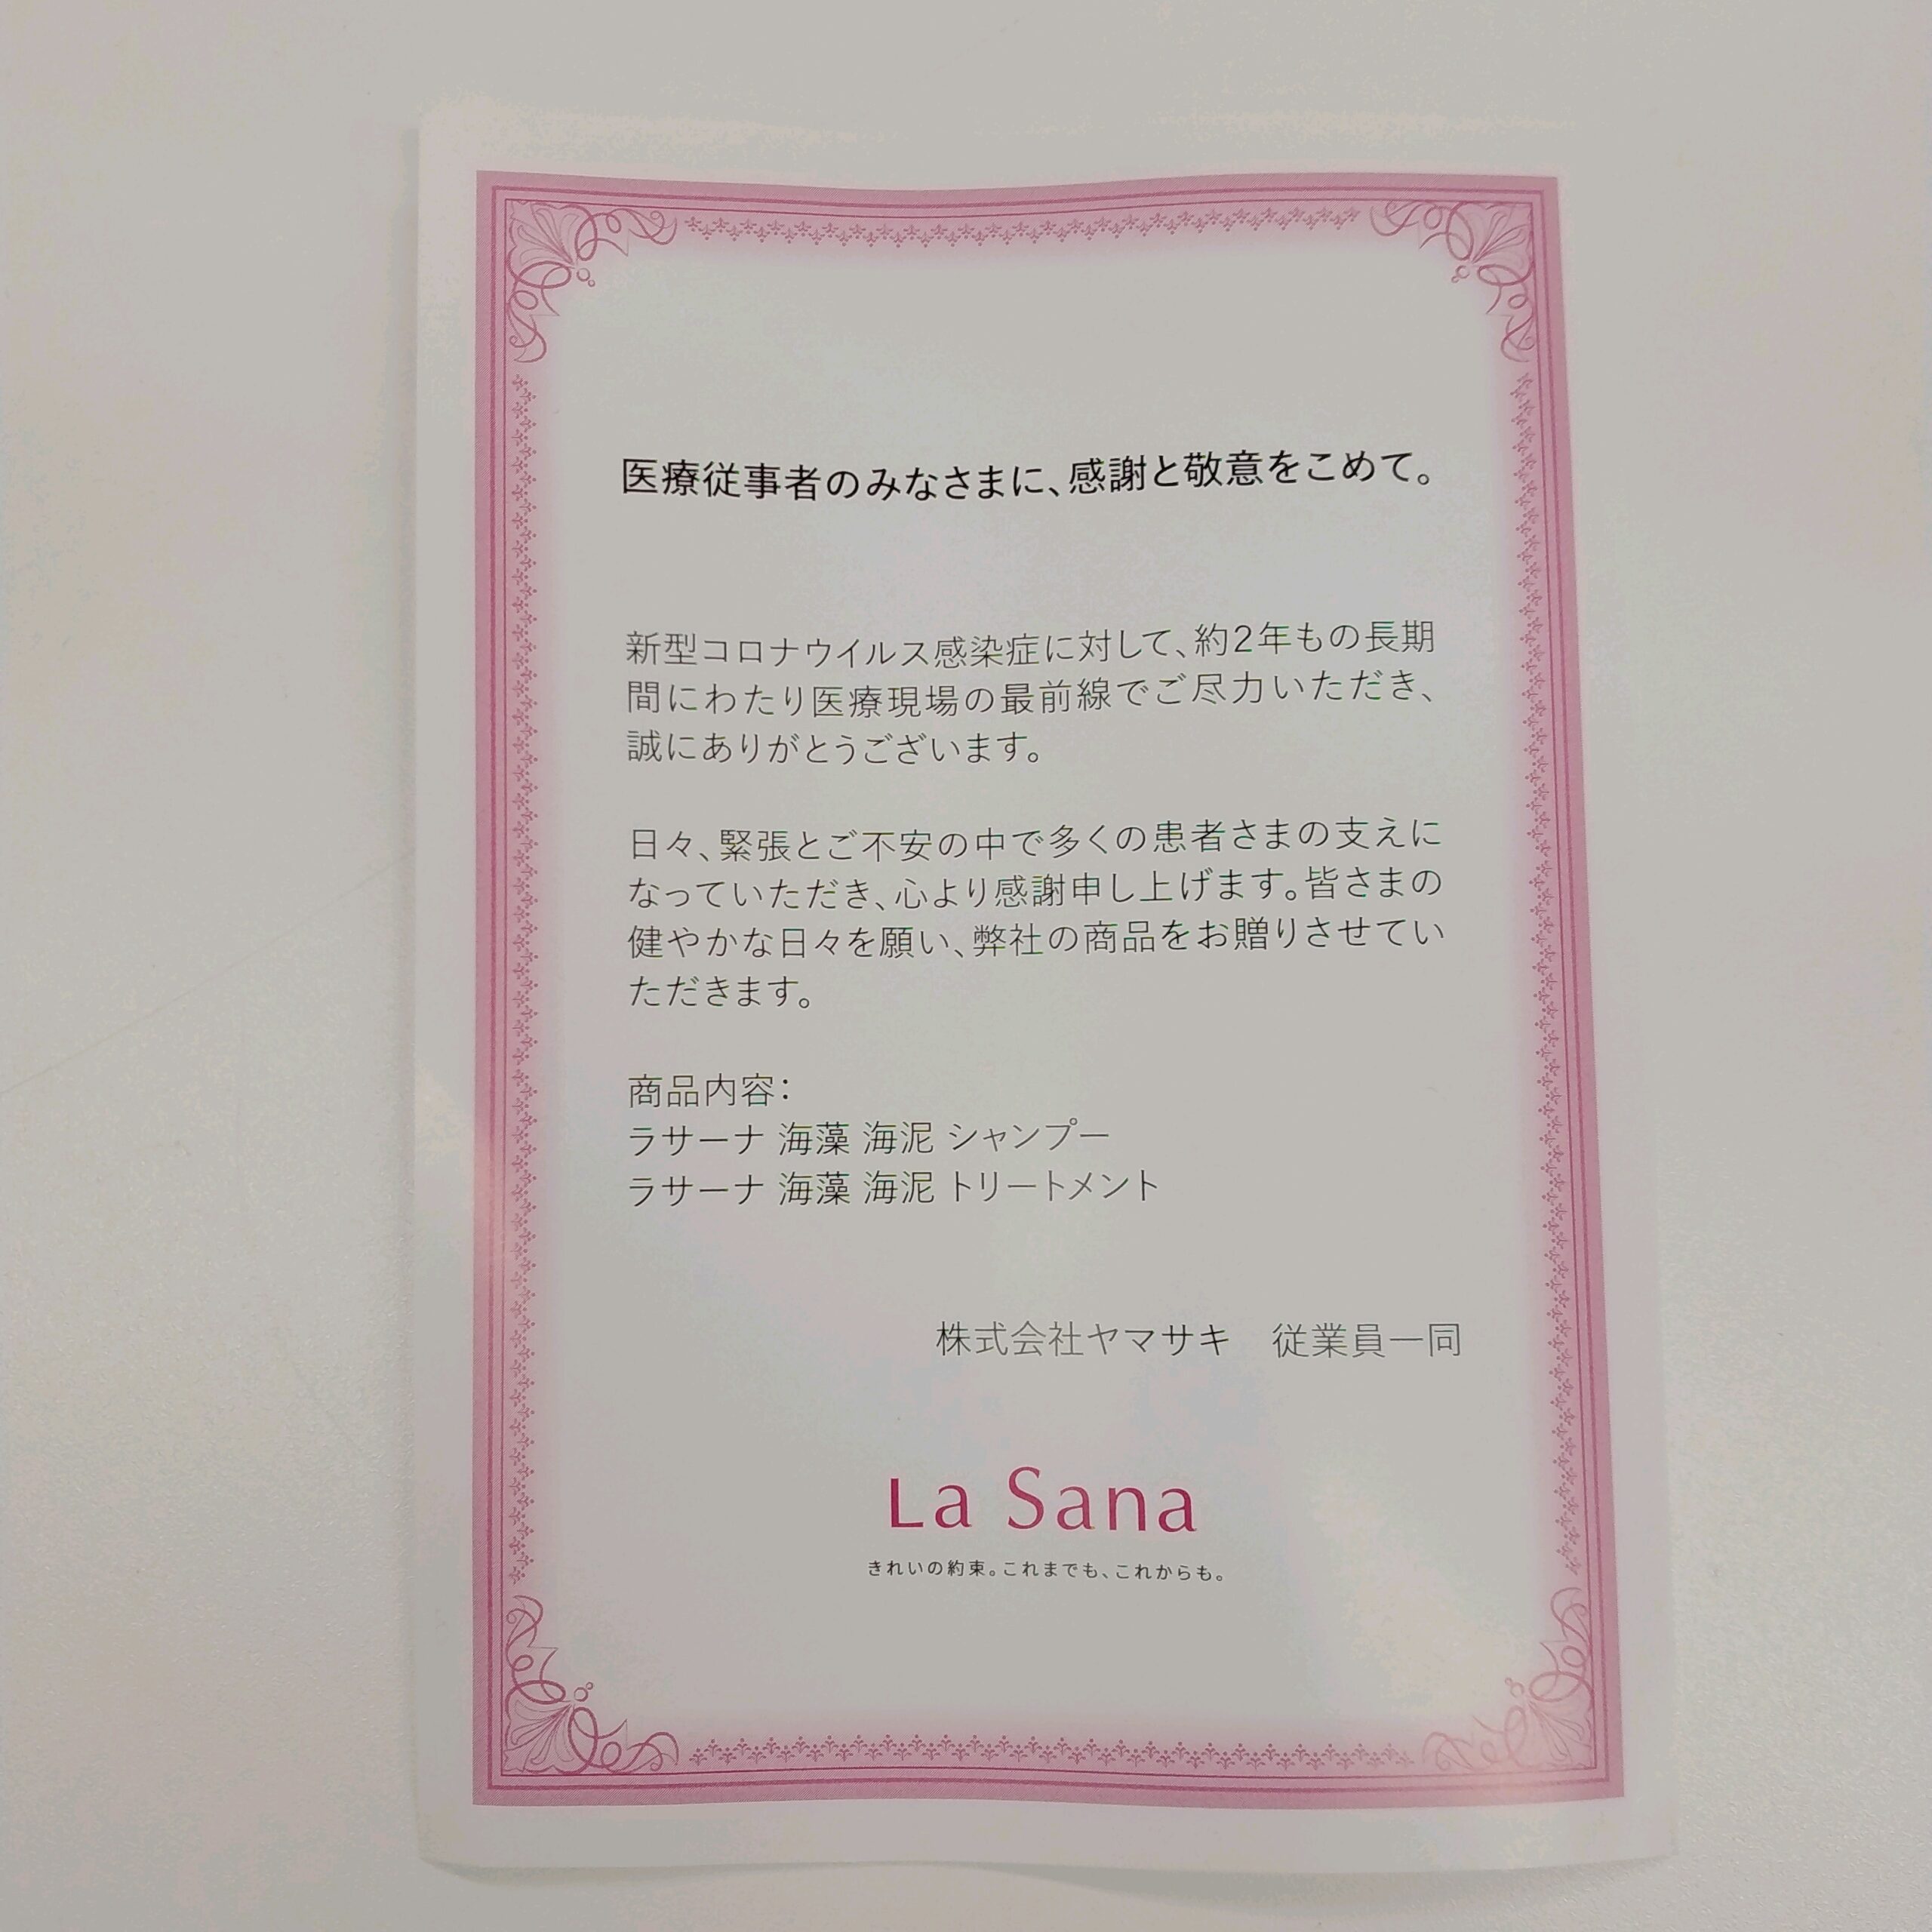 医療従事者のみなさまに、感謝と敬意をこめて。
新型コロナウイルス感染症に対して、約2年もの長期
間にわたり医療現場の最前線でご尽力いただき、
誠にありがとうございます。
日々、緊張とご不安の中で多くの患者さまの支えに
なっていただき、心より感謝申し上げます。皆さまの
健やかな日々を願い、弊社の商品をお贈りさせてい
ただきます。
商品内容:
ラサーナ 海藻 海泥 シャンプー
ラサーナ 海藻 海泥 トリートメント
株式会社ヤマサキ　従業員一同
La Sana
きれいの約束。これまでも、これからも。